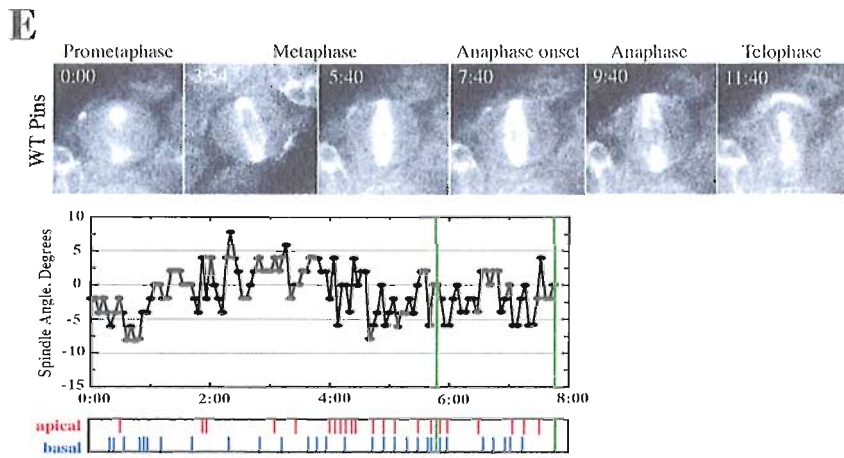 E
Prometaphase Metaphase Anaphase onset Anaphase Telophase
0:00 3:54 5:40 7:40 9:40 11:40
WT Pins
Spindle Angle, Degrees
10
5
0
-5
-10
-15
0:00 2:00 4:00 6:00 8:00
apical
basal